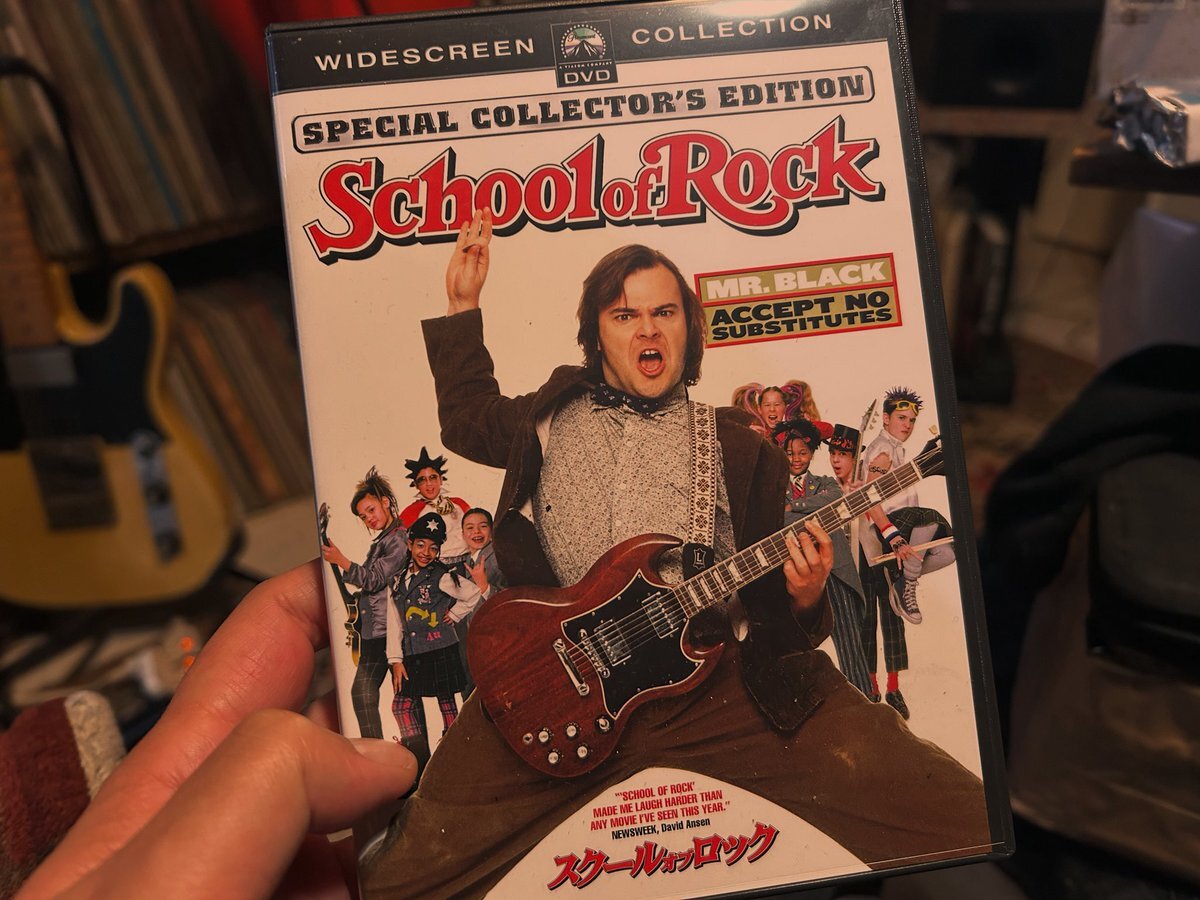 WIDESCREEN DVD COLLECTION
SPECIAL COLLECTOR'S EDITION
School of Rock
MR. BLACK
ACCEPT NO
SUBSTITUTES
"'SCHOOL OF ROCK'
MADE ME LAUGH HARDER THAN
ANY MOVIE I'VE SEEN THIS YEAR."
NEWSWEEK, David Ansen
スクール・オブ・ロック